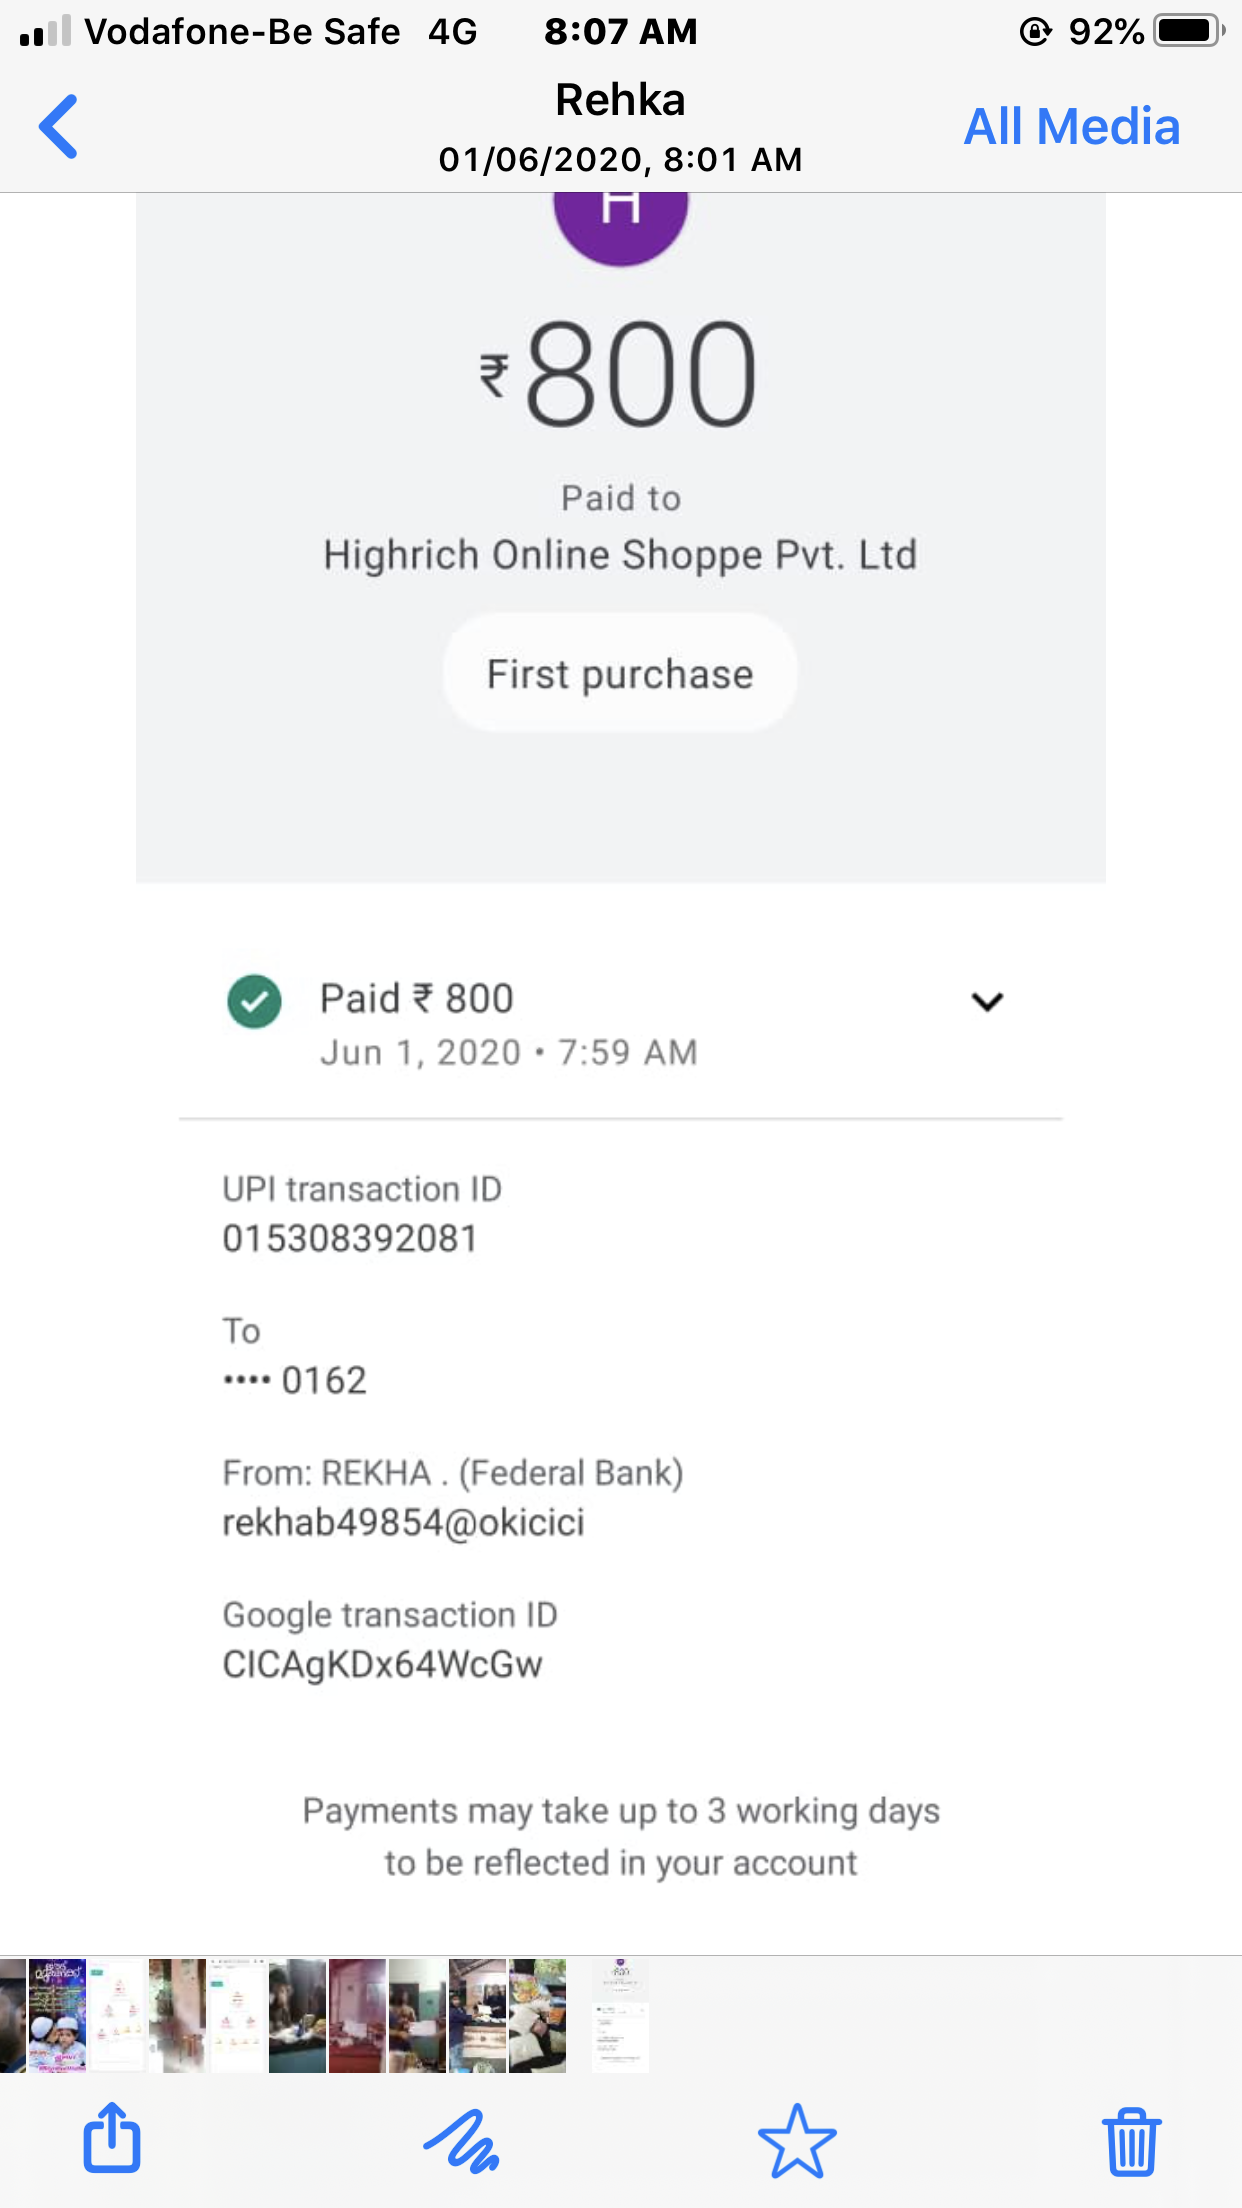 Vodafone-Be Safe 4G 8:07 AM 92%
Rehka
01/06/2020, 8:01 AM
All Media
H
₹800
Paid to
Highrich Online Shoppe Pvt. Ltd
First purchase
Paid ₹ 800
Jun 1, 2020 • 7:59 AM
UPI transaction ID
015308392081
To
•••• 0162
From: REKHA . (Federal Bank)
rekhab49854@okicici
Google transaction ID
CICAgKDx64WcGw
Payments may take up to 3 working days
to be reflected in your account